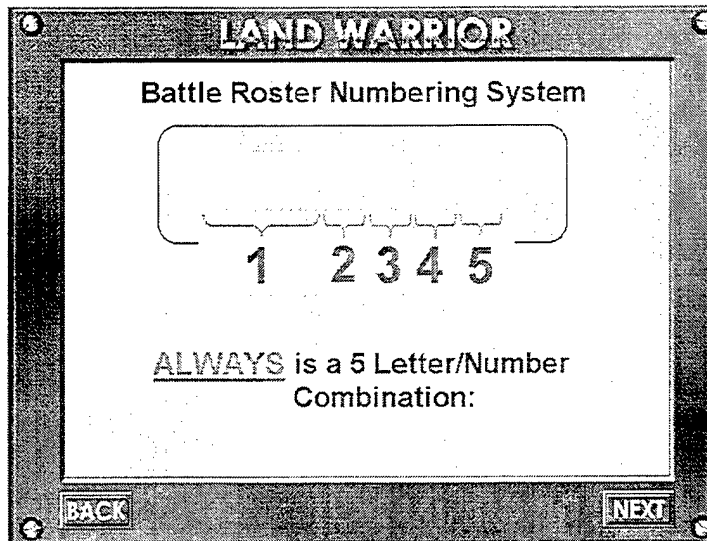 LAND WARRIOR
Battle Roster Numbering System
1 2 3 4 5
ALWAYS is a 5 Letter/Number
Combination:
BACK NEXT